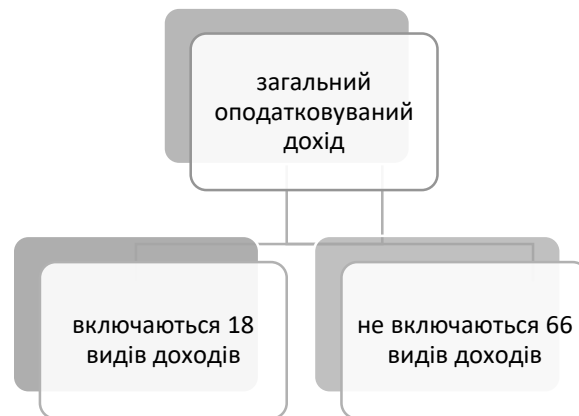 загальний
оподатковуваний
дохід
включаються 18
видів доходів
не включаються 66
видів доходів